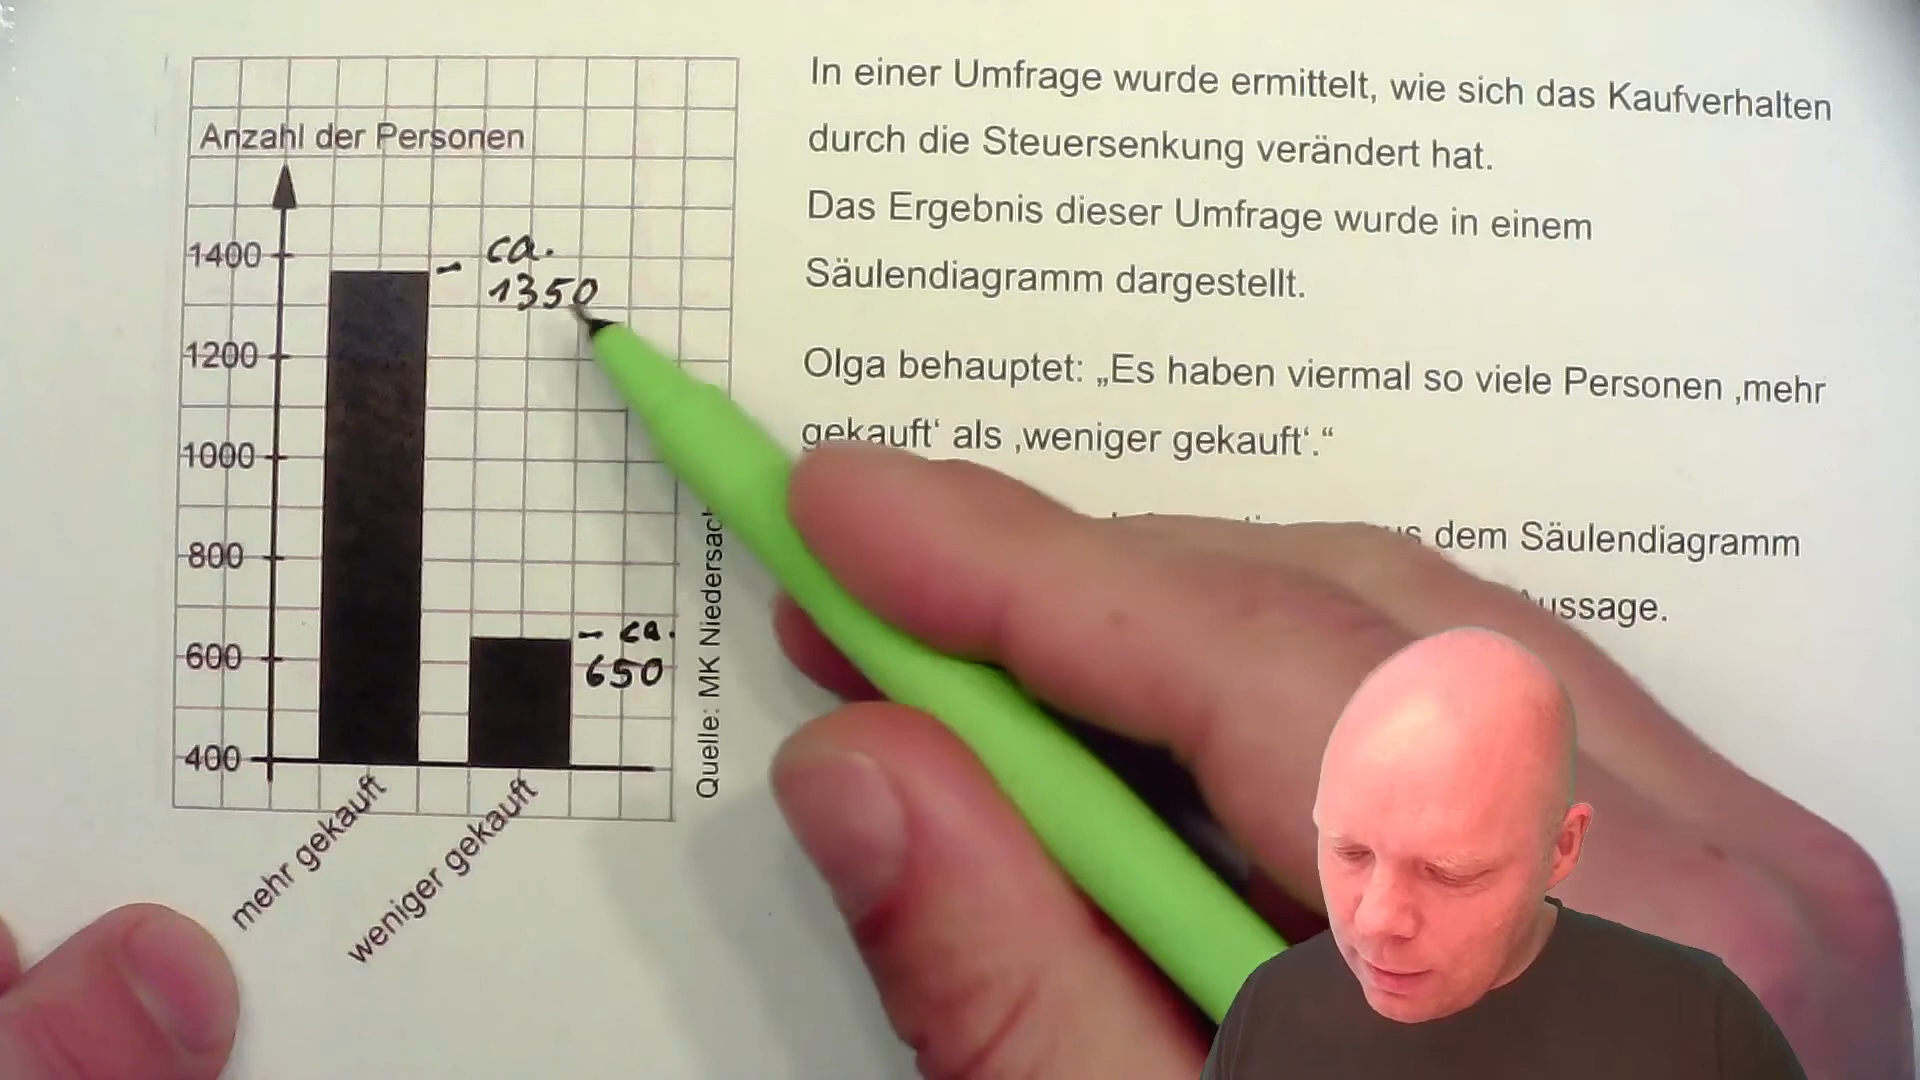 Anzahl der Personen
1400
1200
1000
800
600
400
ca.
1350
ca.
650
mehr gekauft
weniger gekauft
Quelle: MK
In einer Umfrage wurde ermittelt, wie sich das Kaufverhalten
durch die Steuersenkung verändert hat.
Das Ergebnis dieser Umfrage wurde in einem
Säulendiagramm dargestellt.
Olga behauptet: „Es haben viermal so viele Personen ‚mehr
gekauft‘ als ‚weniger gekauft‘.“
dem Säulendiagramm